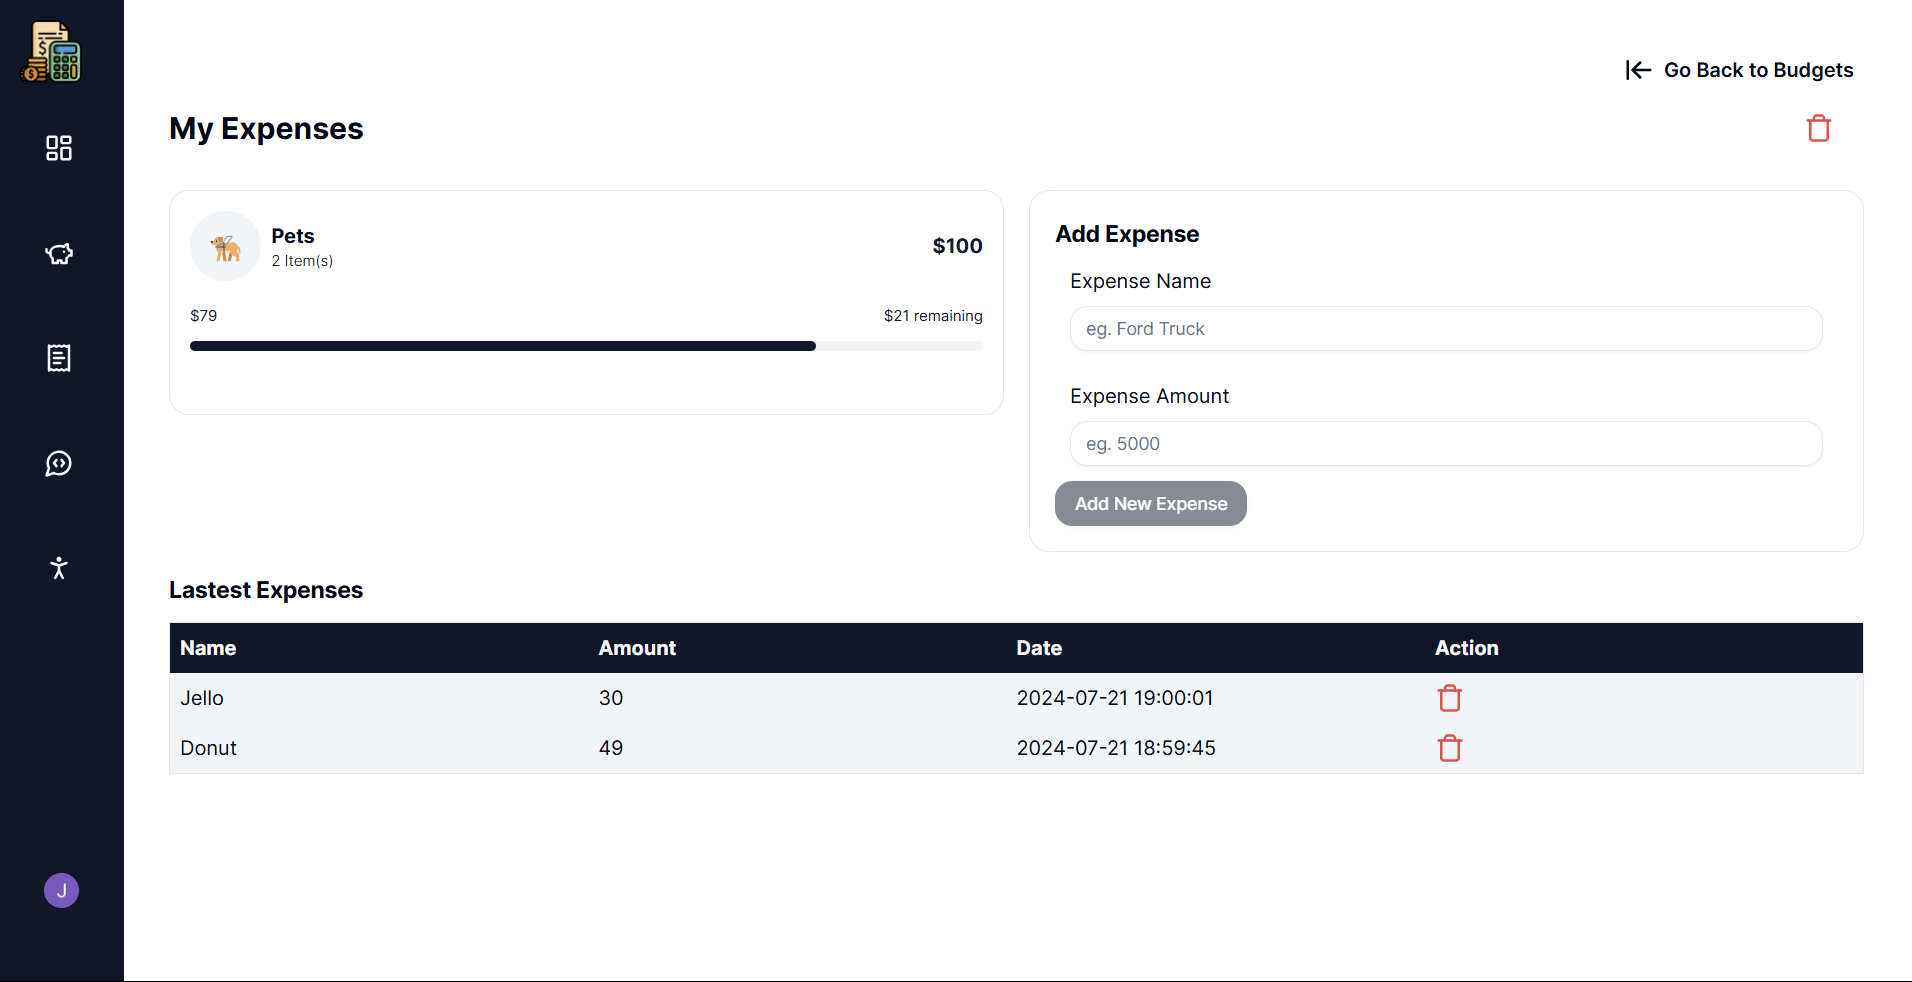 Go Back to Budgets
My Expenses
Pets
2 Item(s)
$100
$79
$21 remaining
Add Expense
Expense Name
eg. Ford Truck
Expense Amount
eg. 5000
Add New Expense
Lastest Expenses
Name Amount Date Action
Jello 30 2024-07-21 19:00:01
Donut 49 2024-07-21 18:59:45
J